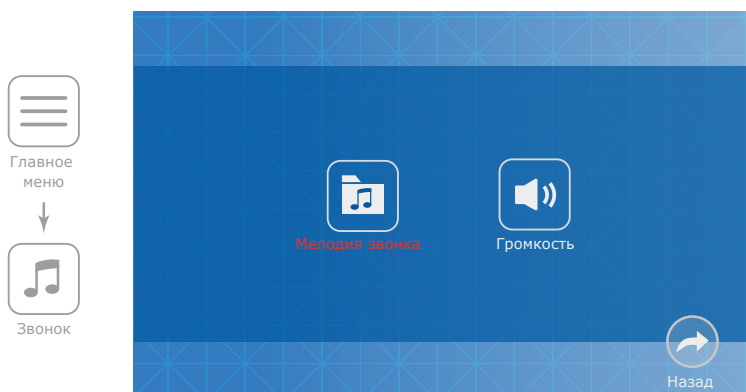 Главное
меню
Звонок
Мелодия звонка
Громкость
Назад